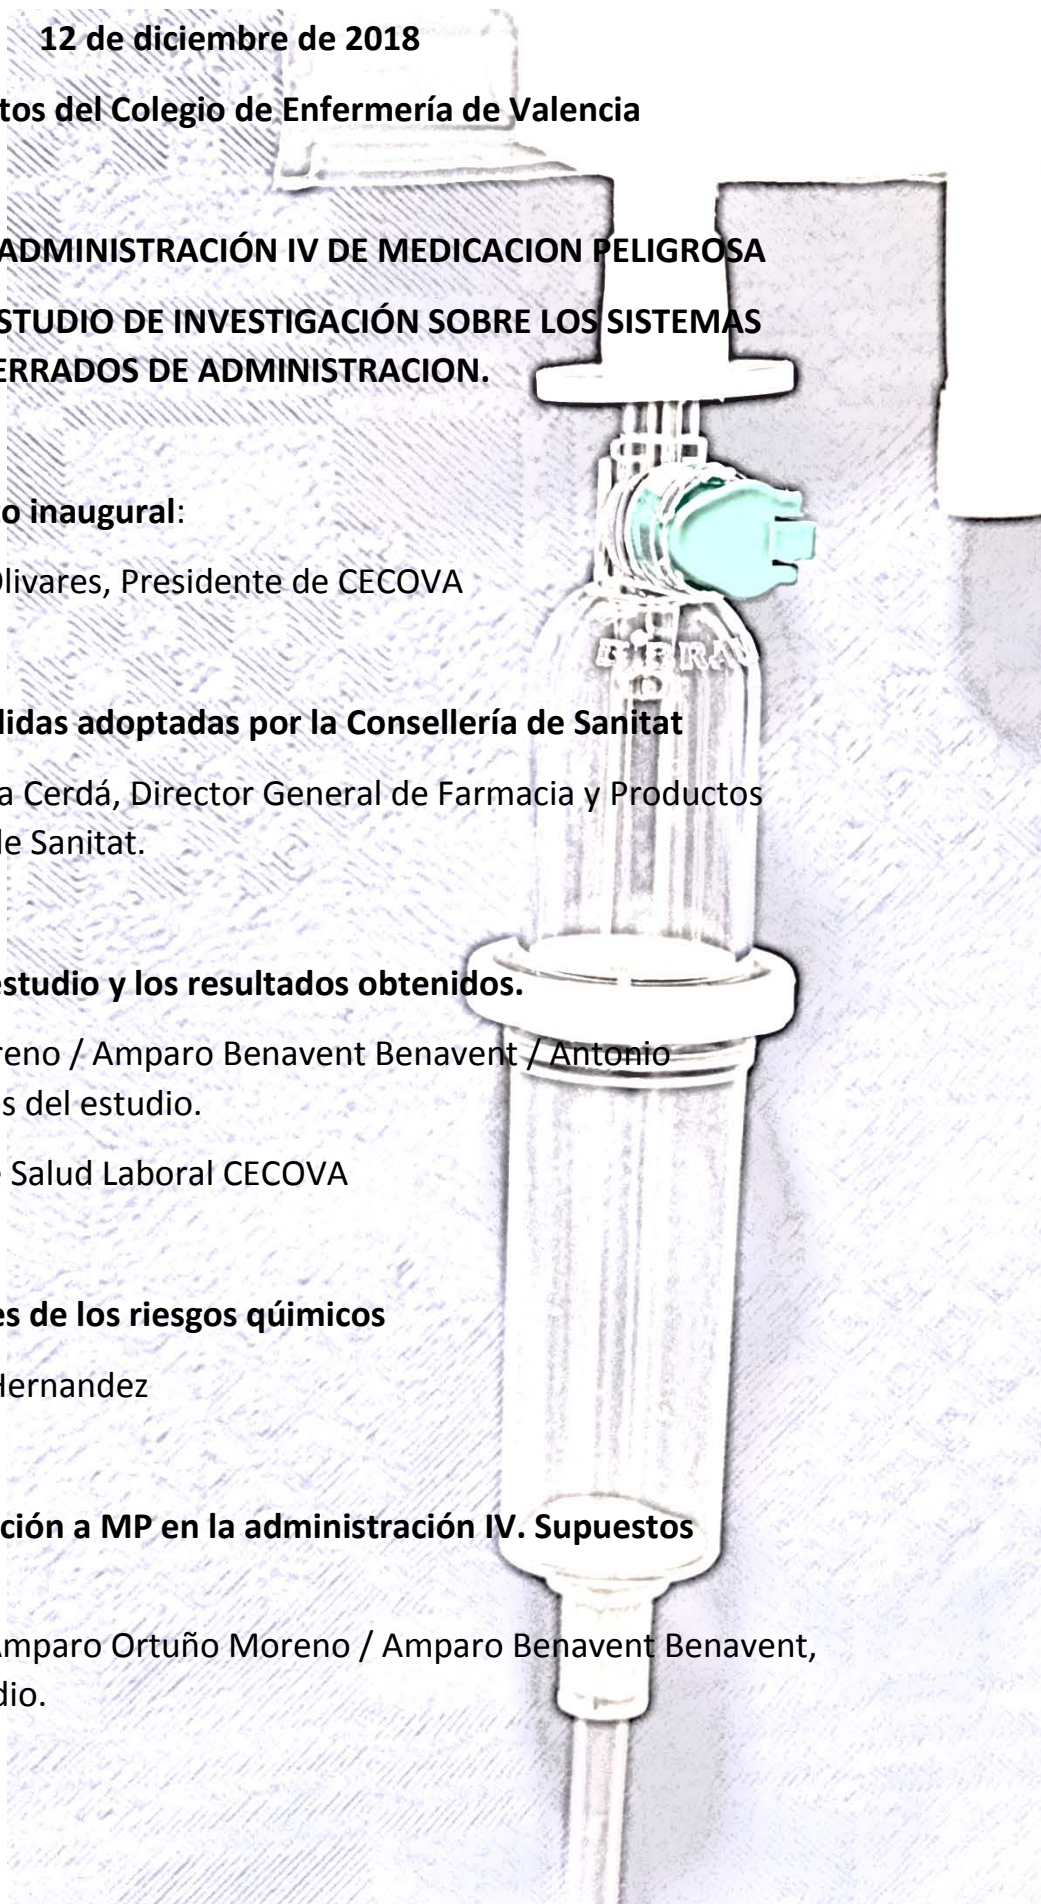 12 de diciembre de 2018
tos del Colegio de Enfermería de Valencia
ADMINISTRACIÓN IV DE MEDICACION PELIGROSA
STUDIO DE INVESTIGACIÓN SOBRE LOS SISTEMAS
ERRADOS DE ADMINISTRACION.
o inaugural:
Olivares, Presidente de CECOVA
didas adoptadas por la Consellería de Sanitat
a Cerdá, Director General de Farmacia y Productos
de Sanitat.
estudio y los resultados obtenidos.
reno / Amparo Benavent Benavent / Antonio
s del estudio.
e Salud Laboral CECOVA
es de los riesgos qúimicos
Hernandez
ción a MP en la administración IV. Supuestos
Amparo Ortuño Moreno / Amparo Benavent Benavent,
dio.